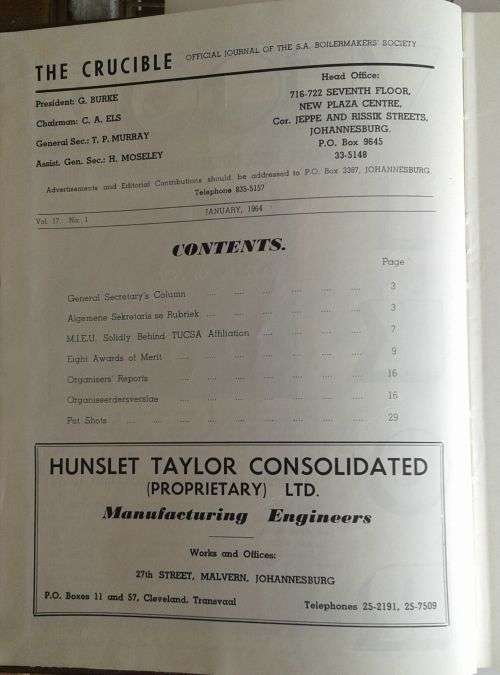 THE CRUCIBLE OFFICIAL JOURNAL OF THE S.A. BOILERMAKERS' SOCIETY
President: G. BURKE
Chairman: C. A. ELS
General Sec.: T. P. MURRAY
Assist. Gen. Sec.: H. MOSELEY
Head Office:
716-722 SEVENTH FLOOR,
NEW PLAZA CENTRE,
Cor. JEPPE AND RISSIK STREETS,
JOHANNESBURG.
P.O. Box 9645
33-5148
Advertisements and Editorial Contributions should be addressed to P.O. Box 3387, JOHANNESBURG
Telephone 835-5157
Vol. 17. No. 1 JANUARY, 1964
CONTENTS.
Page
General Secretary's Column .... .... .... .... .... 3
Algemene Sekretaris se Rubriek .... .... .... .... .... 3
M.I.E.U. Solidly Behind TUCSA Affiliation .... .... .... .... 7
Eight Awards of Merit .... .... .... .... .... .... .... 9
Organisers' Reports .... .... .... .... .... .... .... 16
Organiseerdersverslae .... .... .... .... .... .... .... 16
Pot Shots .... .... .... .... .... .... .... .... .... 29
HUNSLET TAYLOR CONSOLIDATED
(PROPRIETARY) LTD.
Manufacturing Engineers
Works and Offices:
27th STREET, MALVERN, JOHANNESBURG
P.O. Boxes 11 and 57, Cleveland, Transvaal Telephones 25-2191, 25-7509